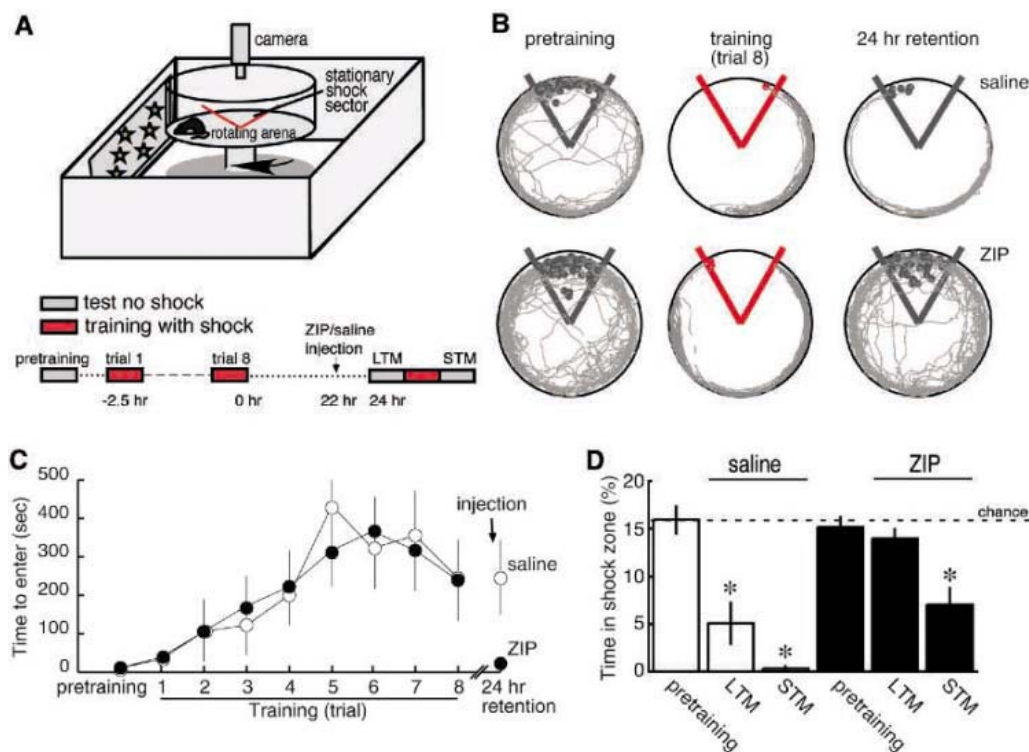 A
camera
stationary
shock
sector
rotating arena
test no shock
training with shock
ZIP/saline
injection
pretraining
trial 1
trial 8
LTM
STM
-2.5 hr
0 hr
22 hr
24 hr
B
pretraining
training
(trial 8)
24 hr retention
saline
ZIP
C
Time to enter (sec)
500
400
300
200
100
0
injection
saline
ZIP
pretraining
1
2
3
4
5
6
7
8
24 hr
retention
Training (trial)
D
saline
ZIP
Time in shock zone (%)
20
15
10
5
0
chance
*
*
*
pretraining
LTM
STM
pretraining
LTM
STM